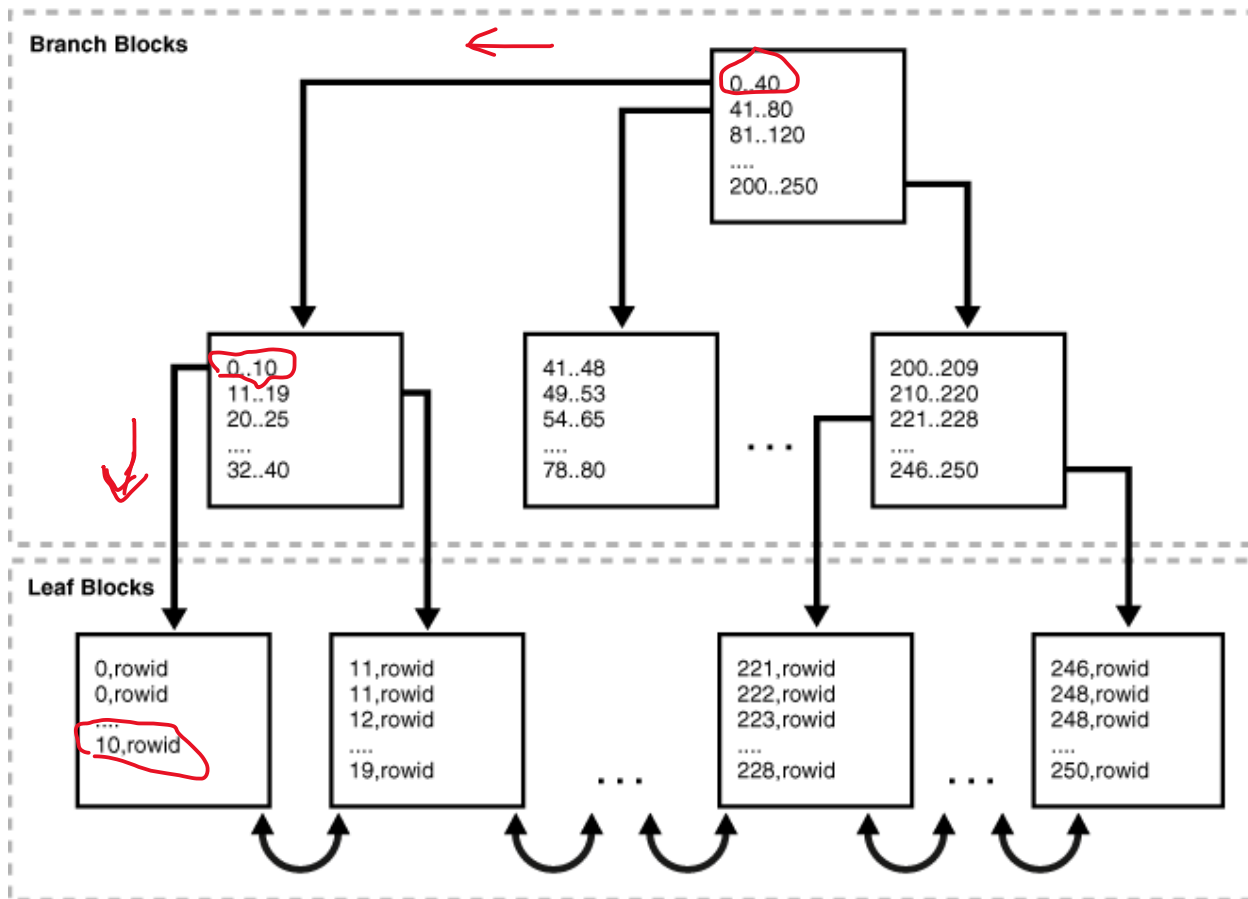 Branch Blocks
0..40
41..80
81..120
....
200..250
0..10
11..19
20..25
....
32..40
41..48
49..53
54..65
....
78..80
...
200..209
210..220
221..228
....
246..250
Leaf Blocks
0,rowid
0,rowid
....
10,rowid
11,rowid
11,rowid
12,rowid
....
19,rowid
...
221,rowid
222,rowid
223,rowid
....
228,rowid
...
246,rowid
248,rowid
248,rowid
....
250,rowid